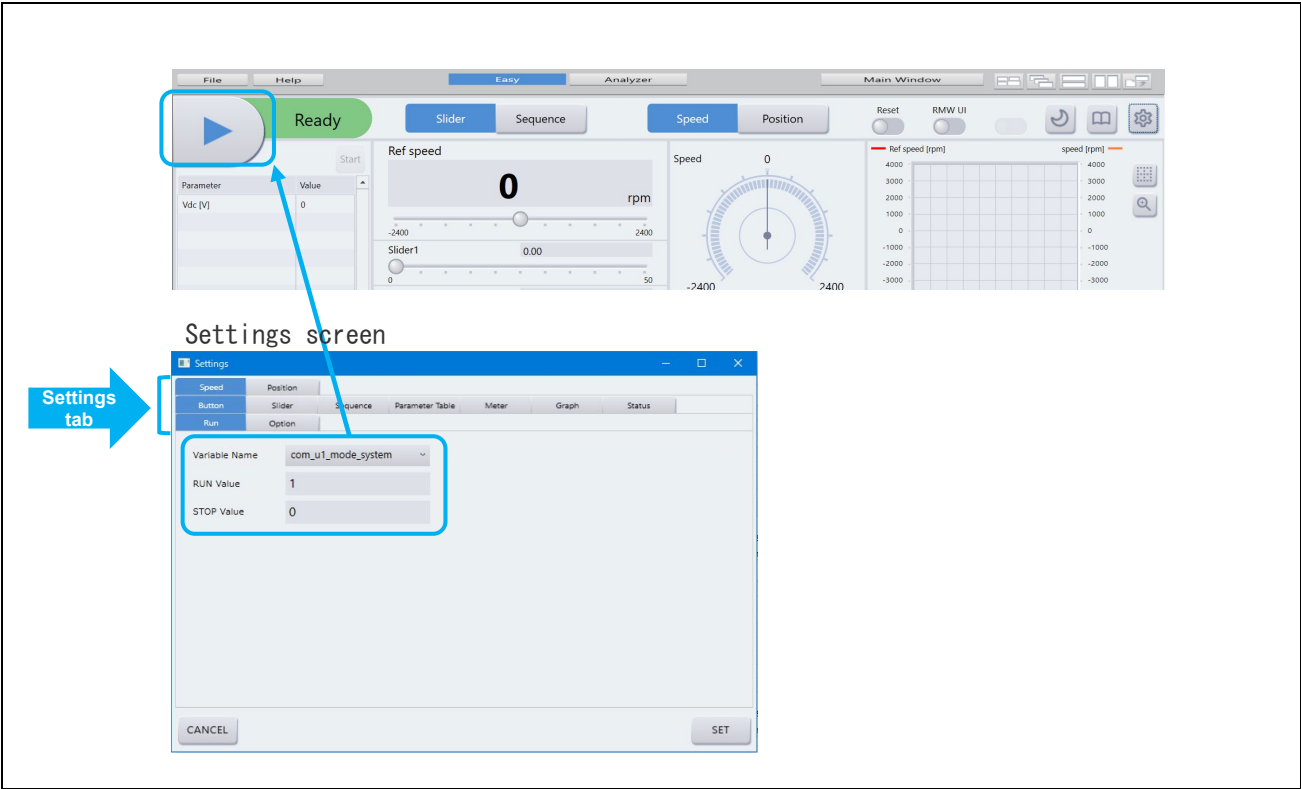 File Help Easy Analyzer Main Window
Ready Slider Sequence Speed Position Reset RMW UI
Start
Parameter Value
Vdc [V] 0
Ref speed
0 rpm
-2400 2400
Slider1 0.00
0 50
Speed 0
-2400 2400
Ref speed [rpm] speed [rpm]
4000 4000
3000 3000
2000 2000
1000 1000
0 0
-1000 -1000
-2000 -2000
-3000 -3000
Settings screen
Settings
Settings tab
Speed Position
Button Slider Sequence Parameter Table Meter Graph Status
Run Option
Variable Name com_u1_mode_system
RUN Value 1
STOP Value 0
CANCEL SET